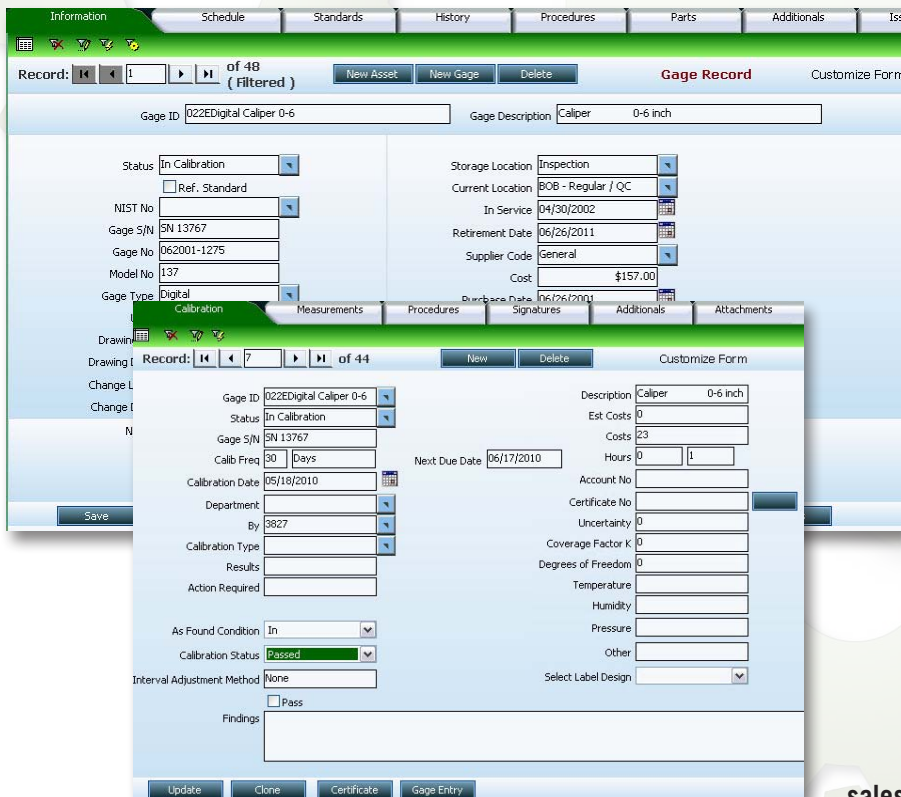 Information Schedule Standards History Procedures Parts Additionals Iss
Record: 1 of 48
( Filtered )
New Asset New Gage Delete Gage Record Customize Form
Gage ID 022EDigital Caliper 0-6 Gage Description Caliper 0-6 inch
Status In Calibration Storage Location Inspection
Ref. Standard Current Location BOB - Regular / QC
NIST No In Service 04/30/2002
Gage S/N SN 13767 Retirement Date 06/26/2011
Gage No 062001-1275 Supplier Code General
Model No 137 Cost $157.00
Gage Type Digital Purchase Date 06/26/2001
Drawin
Drawing
Change
Change
N
Save
Calibration Measurements Procedures Signatures Additionals Attachments
Record: 7 of 44 New Delete Customize Form
Gage ID 022EDigital Caliper 0-6 Description Caliper 0-6 inch
Status In Calibration Est Costs 0
Gage S/N SN 13767 Costs 23
Calib Freq 30 Days Next Due Date 06/17/2010 Hours 0 1
Calibration Date 05/18/2010 Account No
Department Certificate No
By 3827 Uncertainty 0
Calibration Type Coverage Factor K 0
Results Degrees of Freedom 0
Action Required Temperature
Humidity
As Found Condition In Pressure
Calibration Status Passed Other
Interval Adjustment Method None Select Label Design
Pass
Findings
Update Clone Certificate Gage Entry
sales